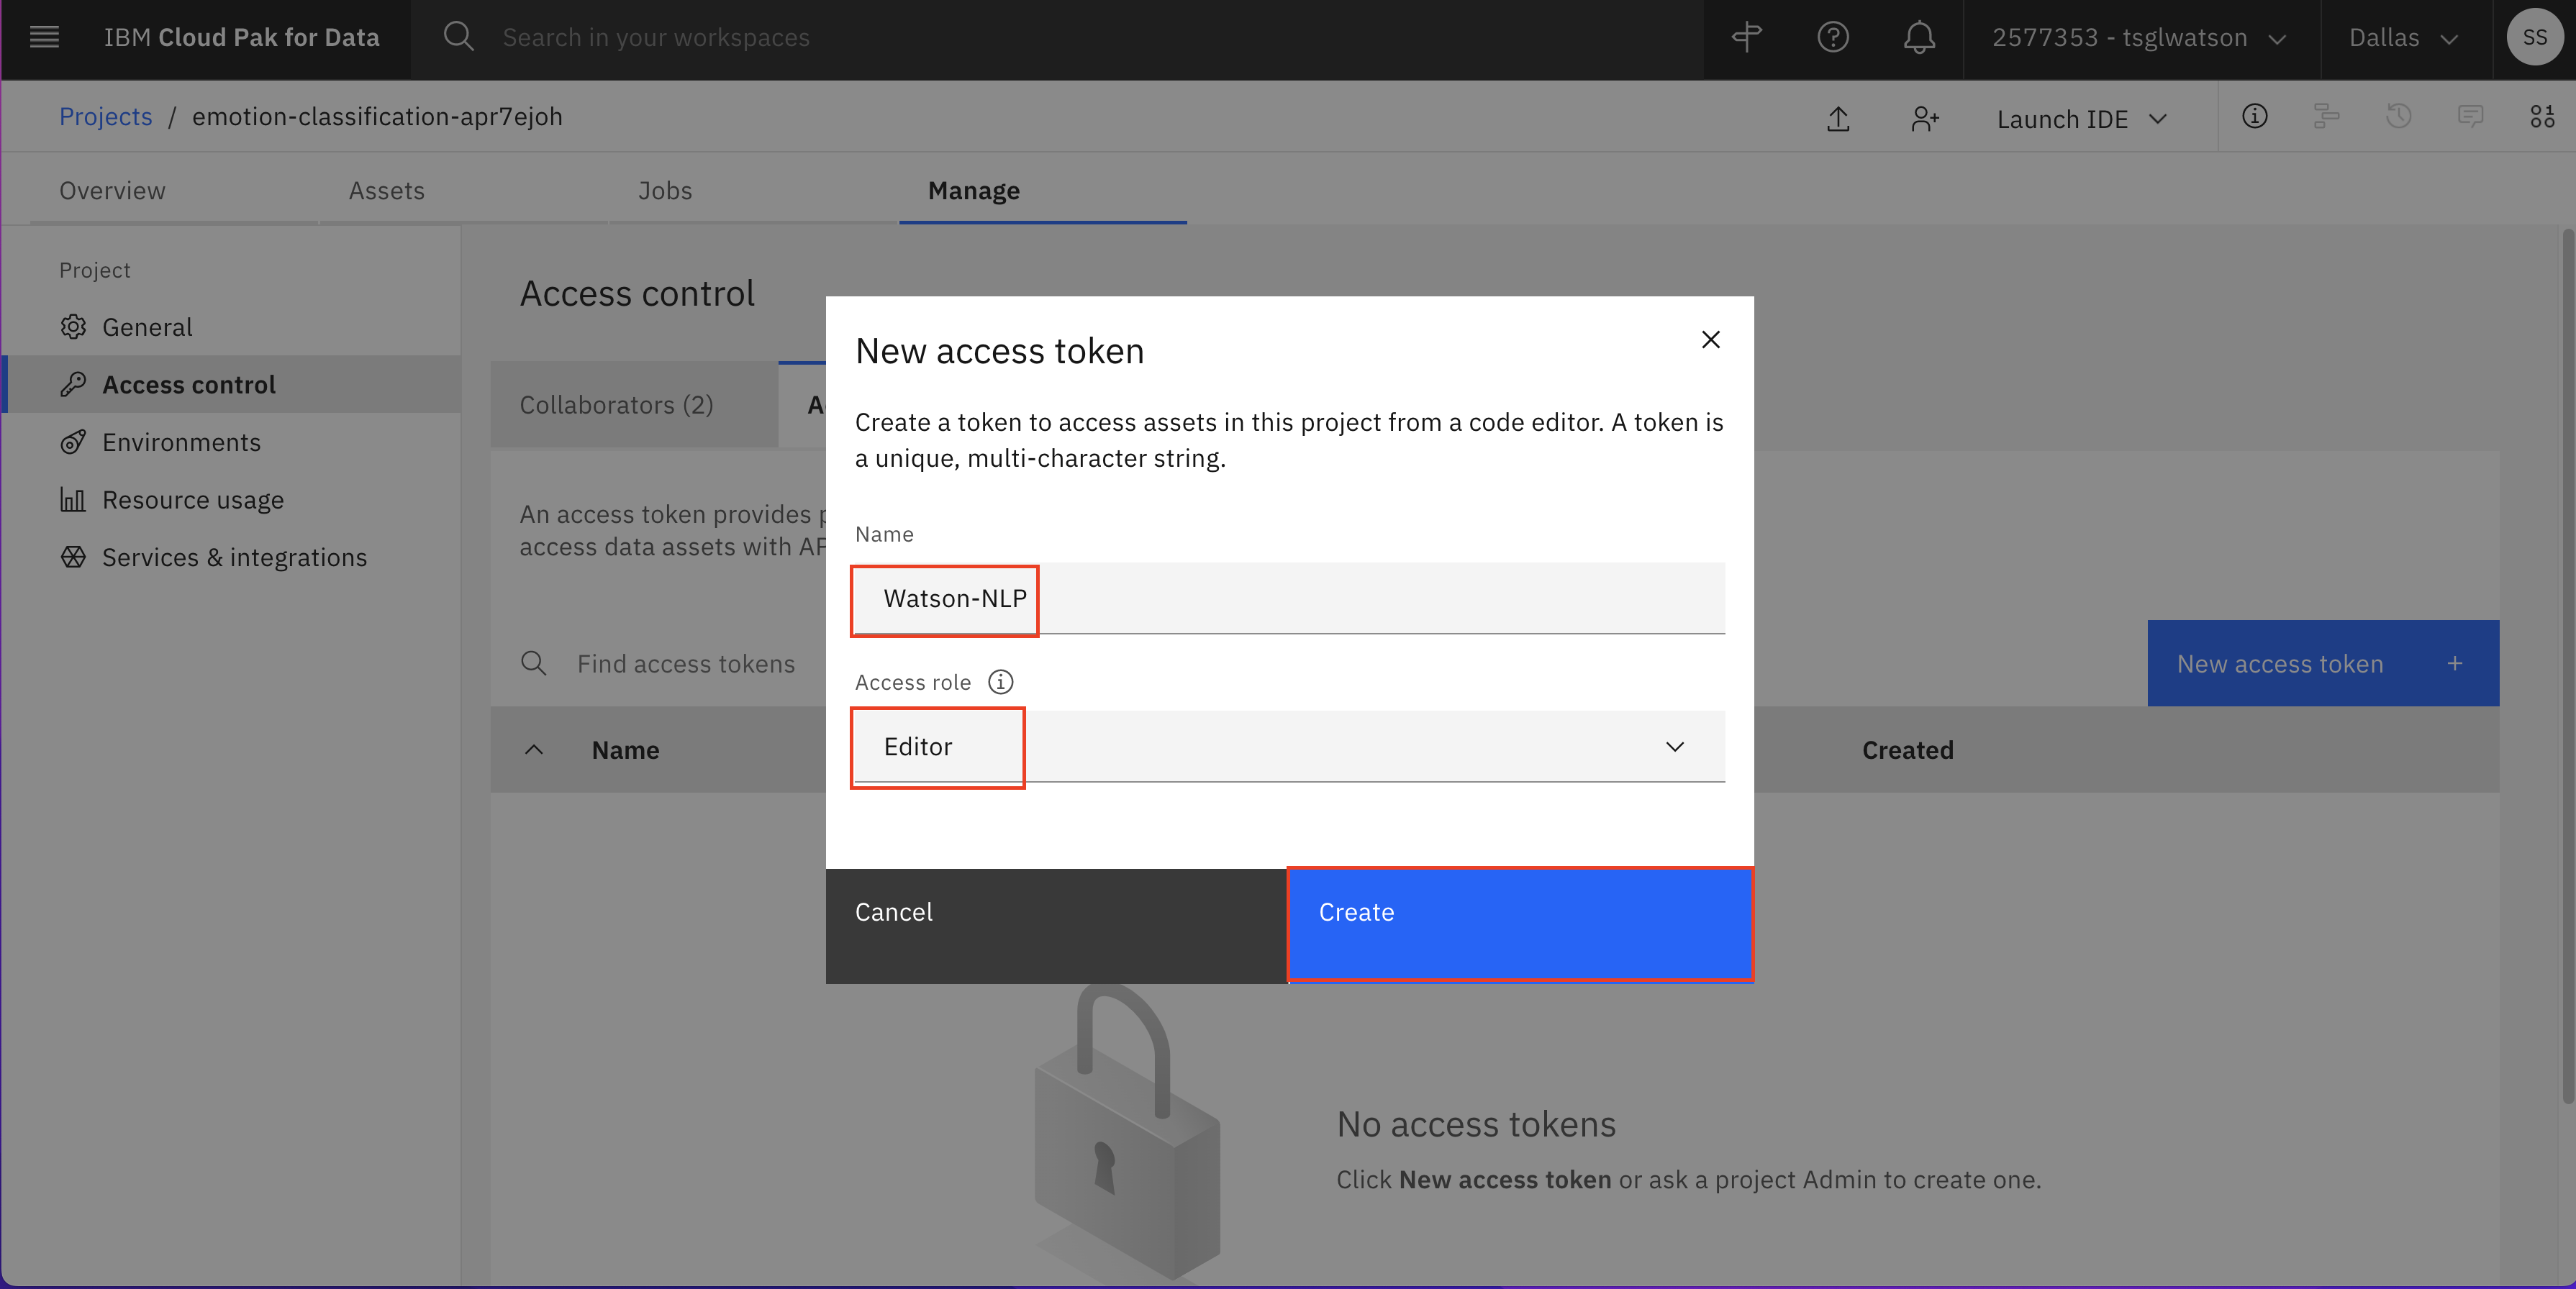 IBM Cloud Pak for Data
Search in your workspaces
2577353 - tsglwatson
Dallas
SS
Projects / emotion-classification-apr7ejoh
Launch IDE
Overview
Assets
Jobs
Manage
Project
General
Access control
Environments
Resource usage
Services & integrations
Access control
Collaborators (2)
An access token provides
access data assets with
Find access tokens
New access token +
Name
Created
No access tokens
Click New access token or ask a project Admin to create one.
New access token
Create a token to access assets in this project from a code editor. A token is
a unique, multi-character string.
Name
Watson-NLP
Access role
Editor
Cancel
Create